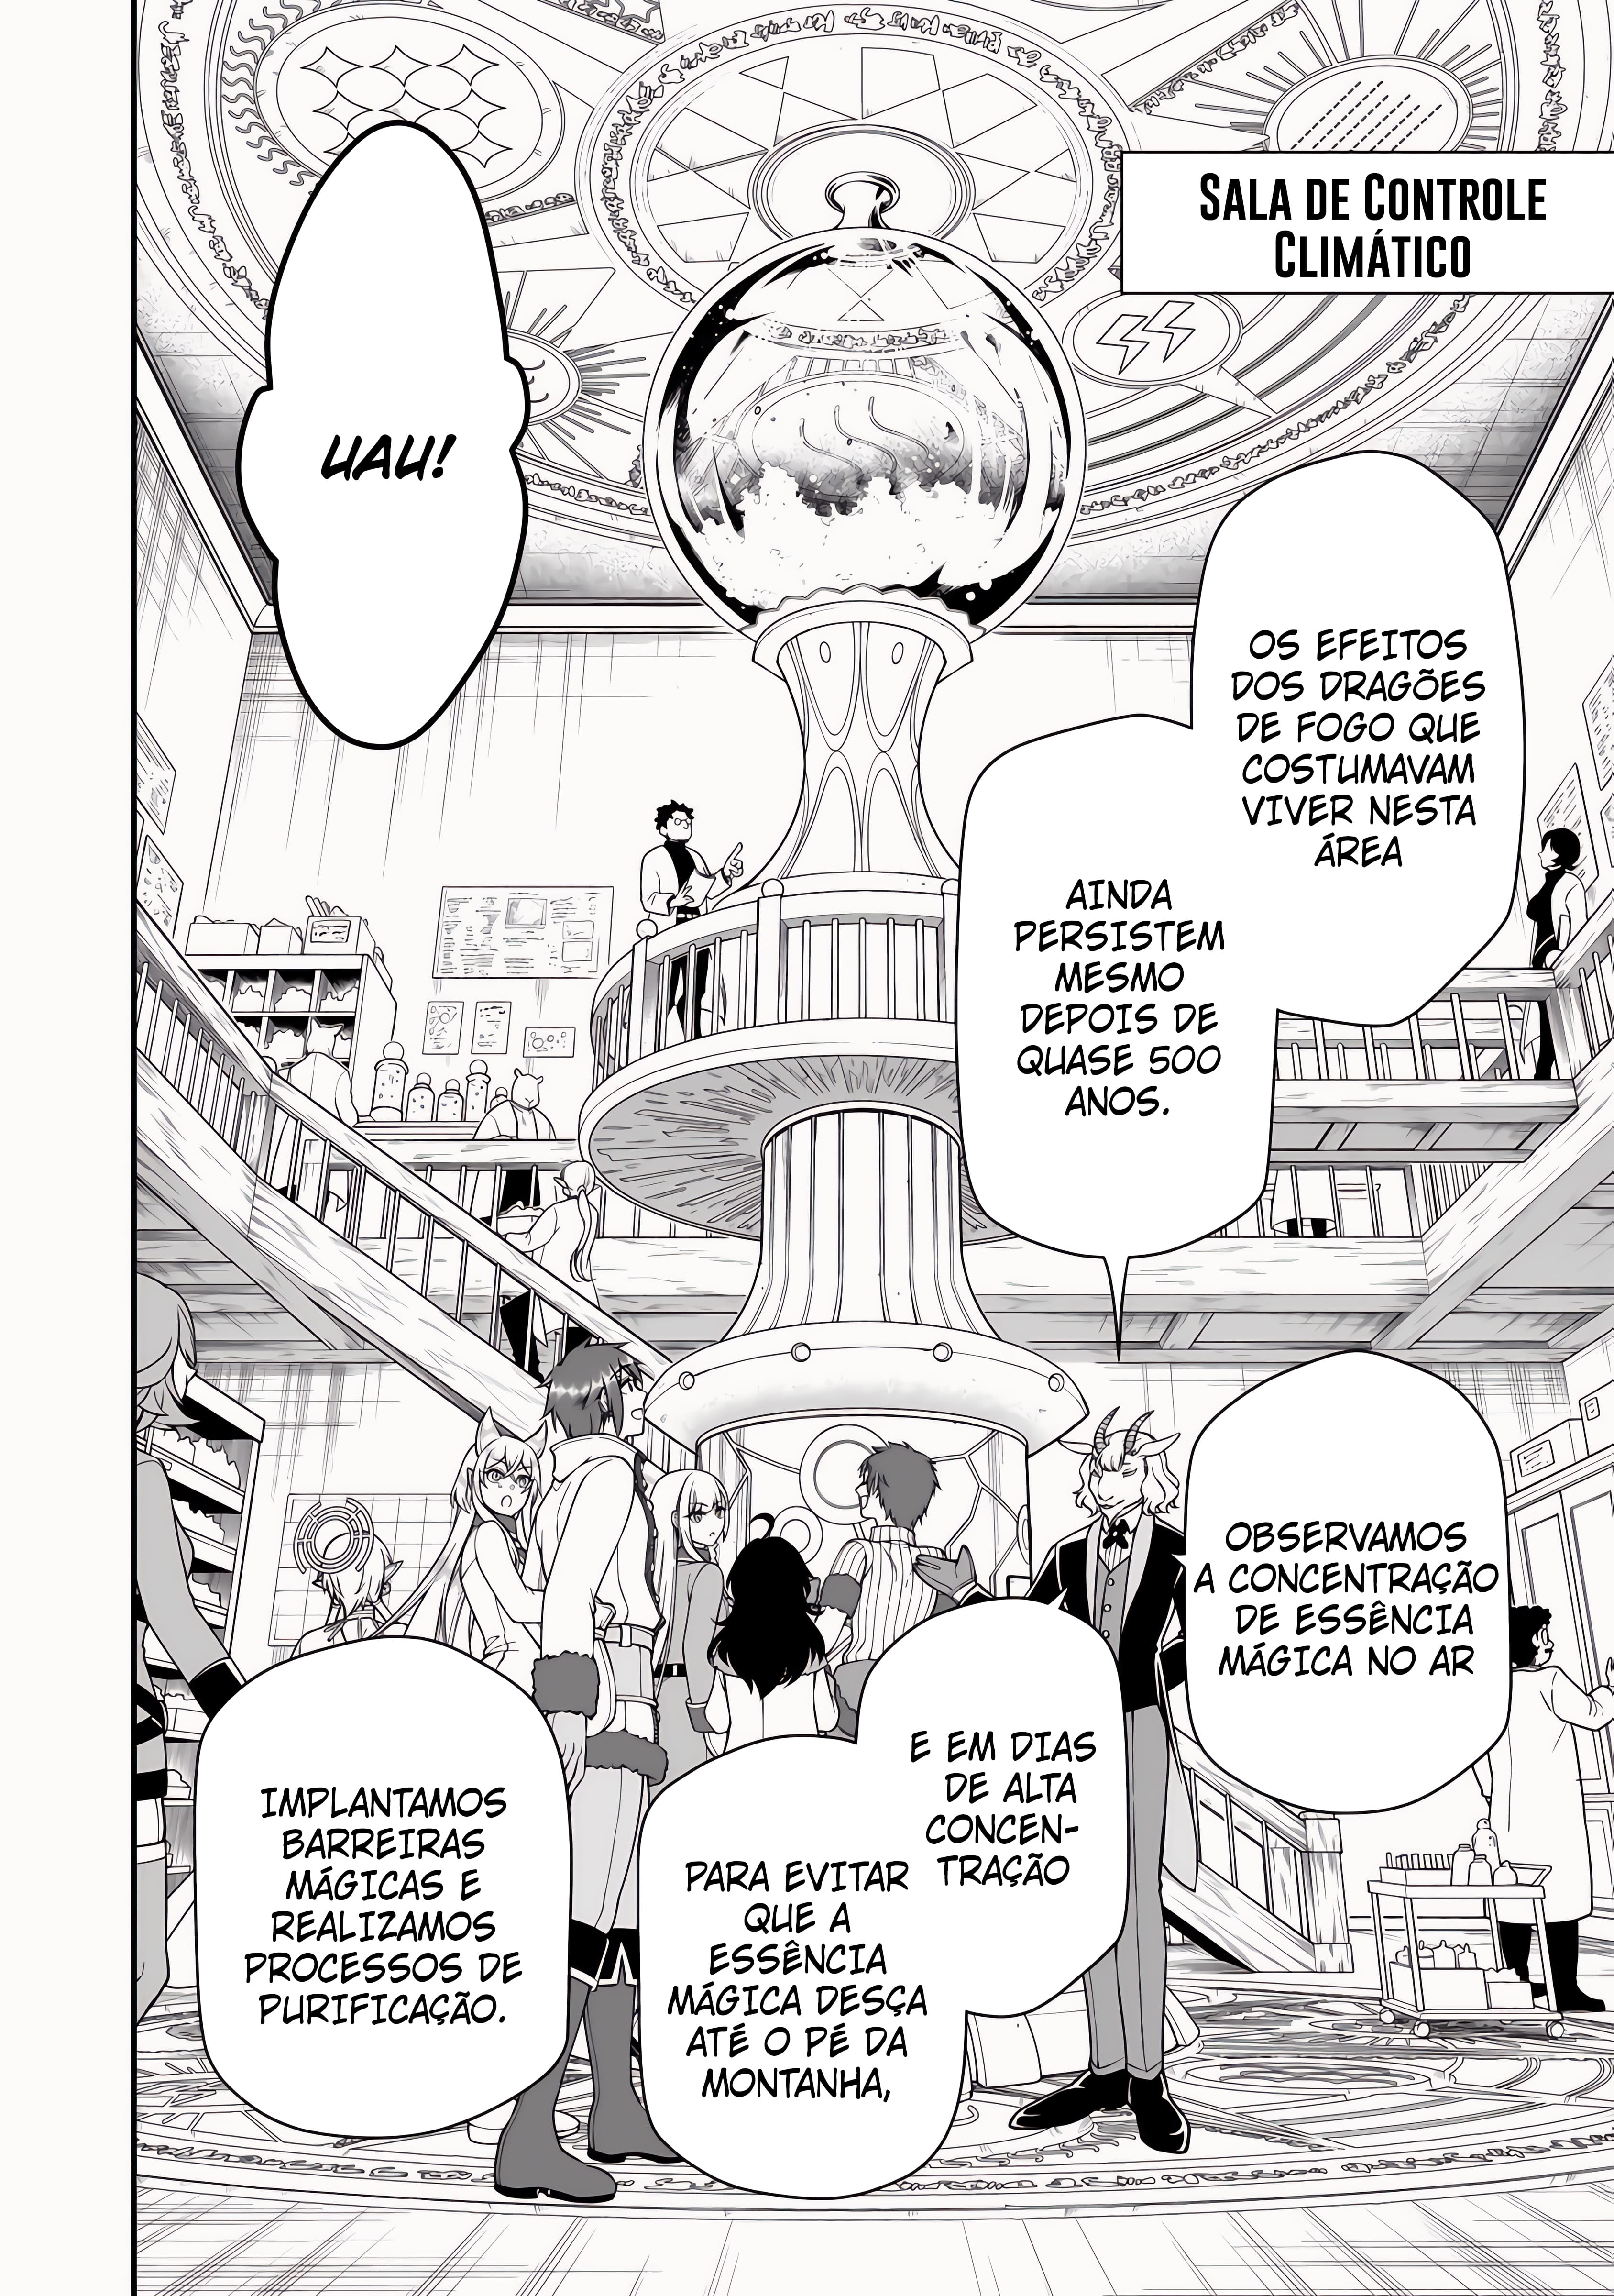 SALA DE CONTROLE
CLIMÁTICO
UAU!
OS EFEITOS
DOS DRAGÕES
DE FOGO QUE
COSTUMAVAM
VIVER NESTA
ÁREA
AINDA
PERSISTEM
MESMO
DEPOIS DE
QUASE 500
ANOS.
OBSERVAMOS
A CONCENTRAÇÃO
DE ESSÊNCIA
MÁGICA NO AR
E EM DIAS
DE ALTA
CONCEN-
TRAÇÃO
PARA EVITAR
QUE A
ESSÊNCIA
MÁGICA DESÇA
ATÉ O PÉ DA
MONTANHA,
IMPLANTAMOS
BARREIRAS
MÁGICAS E
REALIZAMOS
PROCESSOS DE
PURIFICAÇÃO.